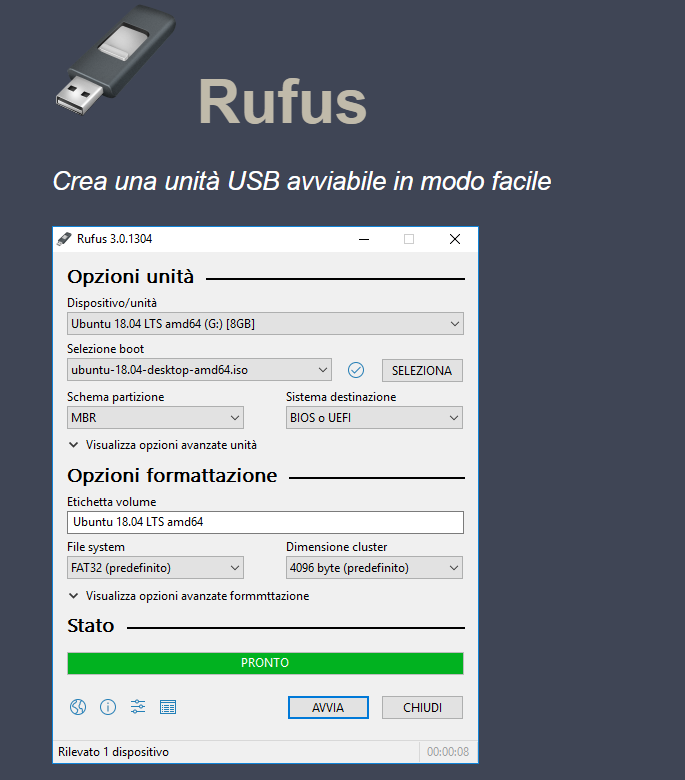 Rufus
Crea una unità USB avviabile in modo facile
Rufus 3.0.1304
Opzioni unità
Dispositivo/unità
Ubuntu 18.04 LTS amd64 (G:) [8GB]
Selezione boot
ubuntu-18.04-desktop-amd64.iso
SELEZIONA
Schema partizione
Sistema destinazione
MBR
BIOS o UEFI
Visualizza opzioni avanzate unità
Opzioni formattazione
Etichetta volume
Ubuntu 18.04 LTS amd64
File system
Dimensione cluster
FAT32 (predefinito)
4096 byte (predefinito)
Visualizza opzioni avanzate formmttazione
Stato
PRONTO
AVVIA
CHIUDI
Rilevato 1 dispositivo
00:00:08